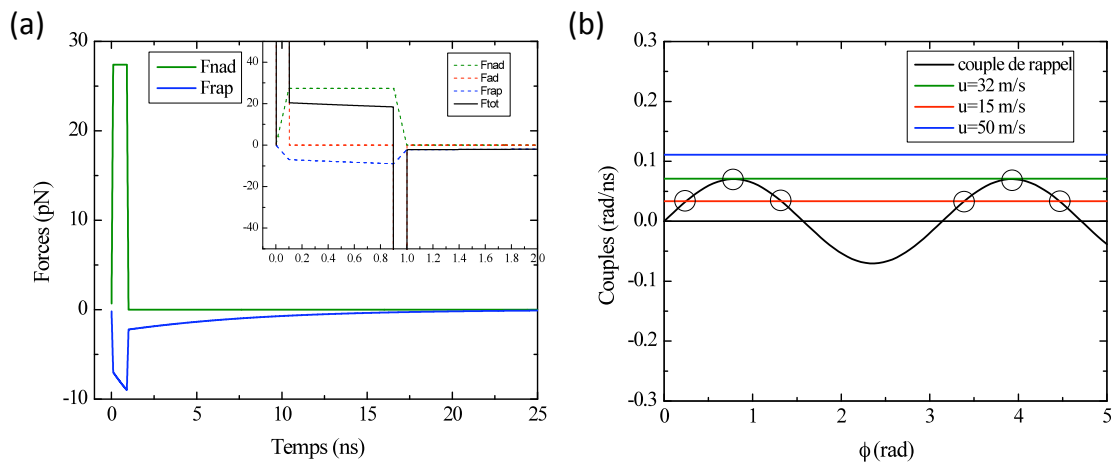 (a)
30
25
20
15
10
5
0
-5
-10
Forces (pN)
0
5
10
15
20
25
Temps (ns)
Fnad
Frap
40
20
0
-20
-40
0.0
0.2
0.4
0.6
0.8
1.0
1.2
1.4
1.6
1.8
2.0
Fnad
Fad
Frap
Ftot
(b)
0.3
0.2
0.1
0.0
-0.1
-0.2
-0.3
Couples (rad/ns)
0
1
2
3
4
5
ϕ (rad)
couple de rappel
u=32 m/s
u=15 m/s
u=50 m/s